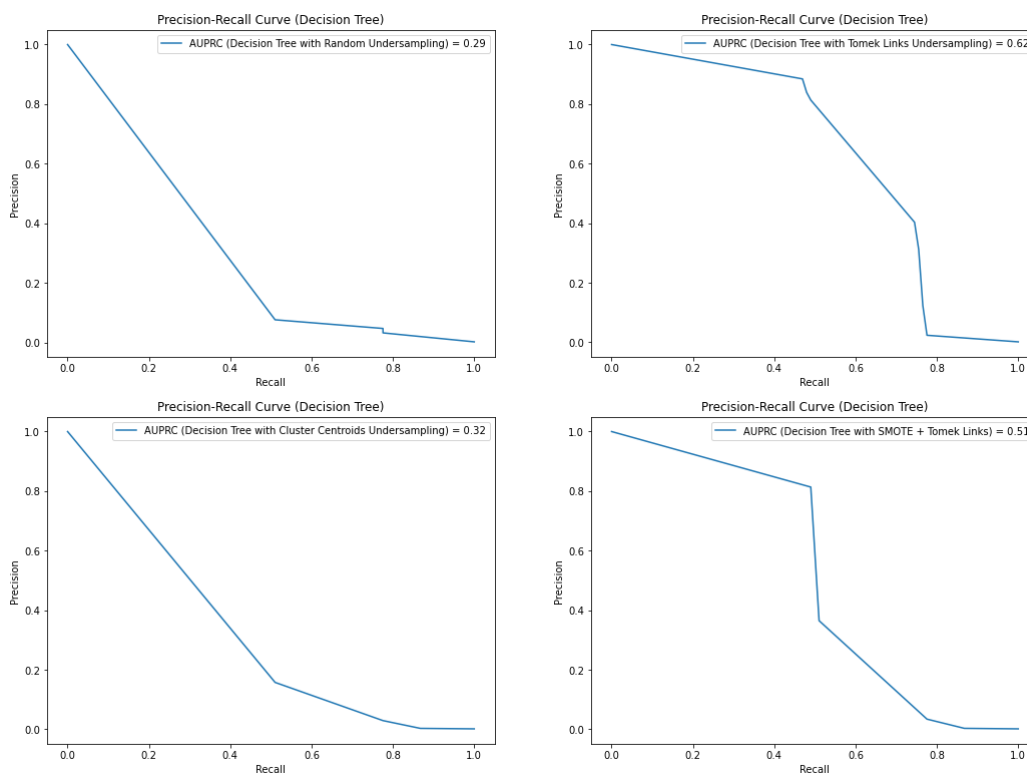 Precision-Recall Curve (Decision Tree)
AUPRC (Decision Tree with Random Undersampling) = 0.29
1.0
0.8
0.6
0.4
0.2
0.0
Precision
0.0 0.2 0.4 0.6 0.8 1.0
Recall
Precision-Recall Curve (Decision Tree)
AUPRC (Decision Tree with Tomek Links Undersampling) = 0.62
1.0
0.8
0.6
0.4
0.2
0.0
Precision
0.0 0.2 0.4 0.6 0.8 1.0
Recall
Precision-Recall Curve (Decision Tree)
AUPRC (Decision Tree with Cluster Centroids Undersampling) = 0.32
1.0
0.8
0.6
0.4
0.2
0.0
Precision
0.0 0.2 0.4 0.6 0.8 1.0
Recall
Precision-Recall Curve (Decision Tree)
AUPRC (Decision Tree with SMOTE + Tomek Links) = 0.51
1.0
0.8
0.6
0.4
0.2
0.0
Precision
0.0 0.2 0.4 0.6 0.8 1.0
Recall